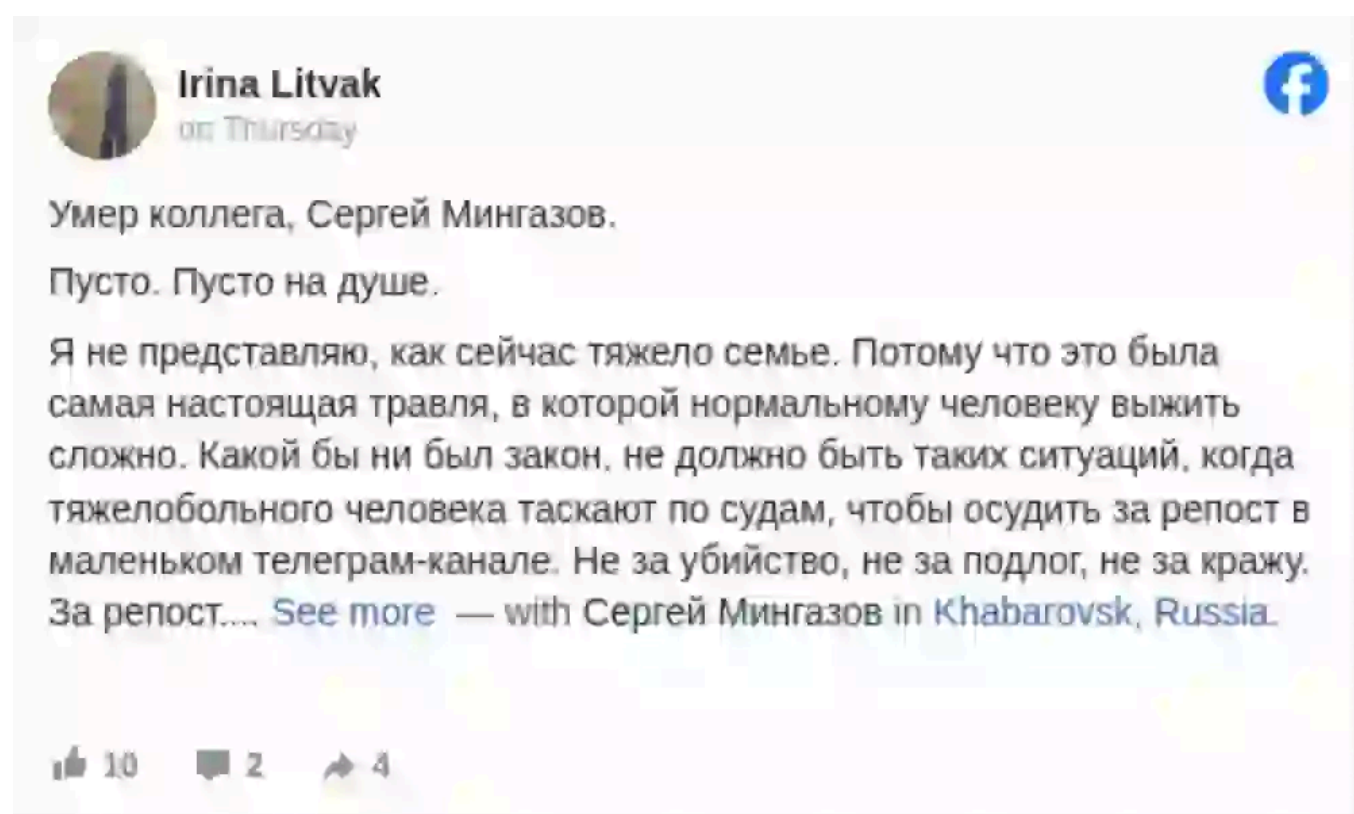 Irina Litvak
on Thursday
Умер коллега, Сергей Мингазов.
Пусто. Пусто на душе.
Я не представляю, как сейчас тяжело семье. Потому что это была
самая настоящая травля, в которой нормальному человеку выжить
сложно. Какой бы ни был закон, не должно быть таких ситуаций, когда
тяжелобольного человека таскают по судам, чтобы осудить за репост в
маленьком телеграм-канале. Не за убийство, не за подлог, не за кражу.
За репост.... See more — with Сергей Мингазов in Khabarovsk, Russia.
10 2 4